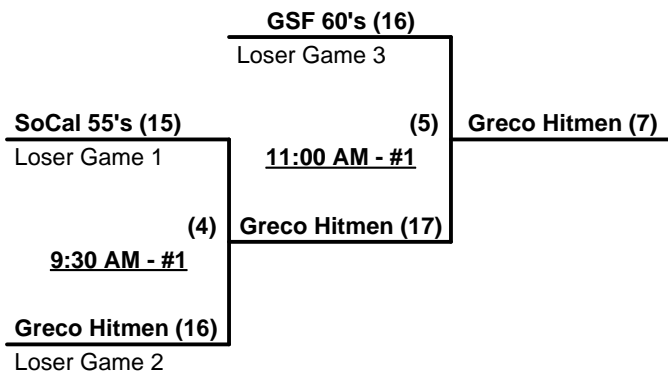 GSF 60's (16)
Loser Game 3
SoCal 55's (15)
(5)
Greco Hitmen (7)
Loser Game 1
11:00 AM - #1
(4)
Greco Hitmen (17)
9:30 AM - #1
Greco Hitmen (16)
Loser Game 2